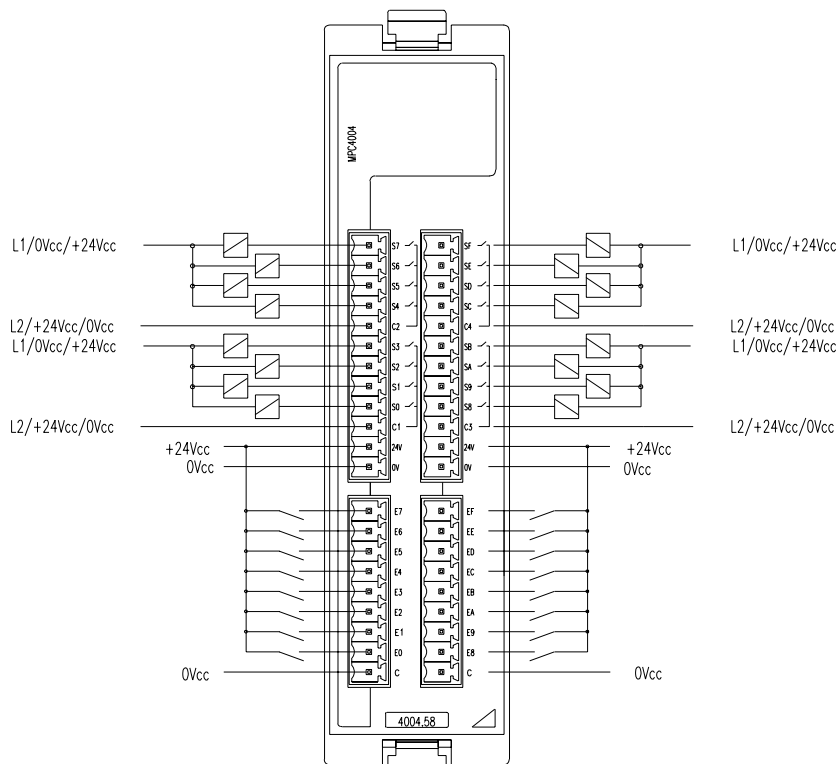 MPC4004
L1/0Vcc/+24Vcc S7 SF L1/0Vcc/+24Vcc
S6 SE
S5 SD
S4 SC
L2/+24Vcc/0Vcc C2 C4 L2/+24Vcc/0Vcc
L1/0Vcc/+24Vcc S3 SB L1/0Vcc/+24Vcc
S2 SA
S1 S9
S0 S8
L2/+24Vcc/0Vcc C1 C3 L2/+24Vcc/0Vcc
+24Vcc 24V 24V +24Vcc
0Vcc 0V 0V 0Vcc
E7 EF
E6 EE
E5 ED
E4 EC
E3 EB
E2 EA
E1 E9
E0 E8
0Vcc C C 0Vcc
4004.58